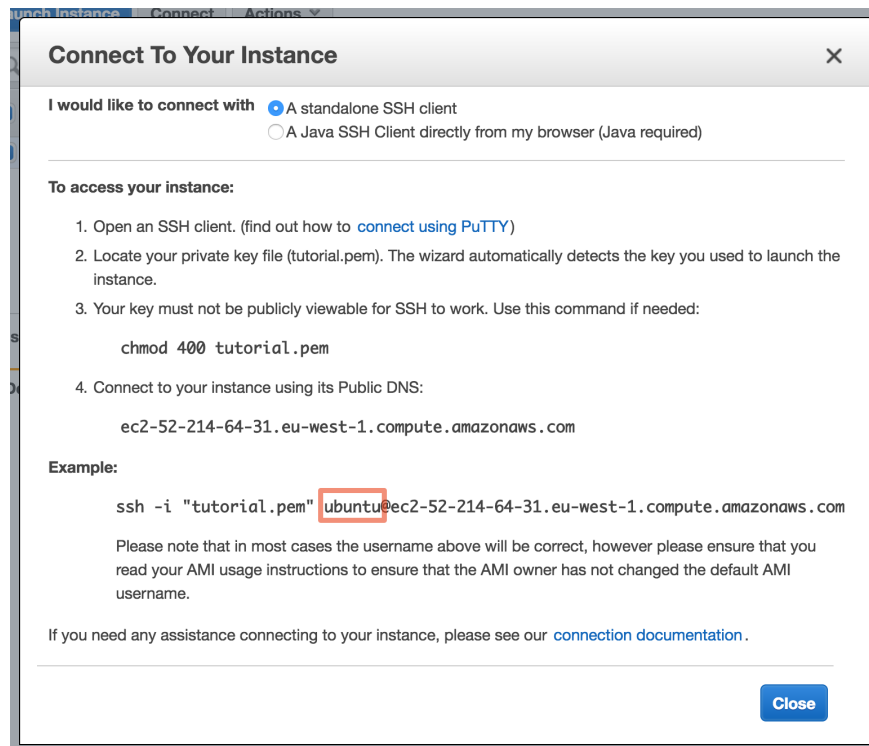 Launch Instance Connect Actions
Connect To Your Instance
I would like to connect with A standalone SSH client
A Java SSH Client directly from my browser (Java required)
To access your instance:
1. Open an SSH client. (find out how to connect using PuTTY)
2. Locate your private key file (tutorial.pem). The wizard automatically detects the key you used to launch the
instance.
3. Your key must not be publicly viewable for SSH to work. Use this command if needed:
chmod 400 tutorial.pem
4. Connect to your instance using its Public DNS:
ec2-52-214-64-31.eu-west-1.compute.amazonaws.com
Example:
ssh -i "tutorial.pem" ubuntu@ec2-52-214-64-31.eu-west-1.compute.amazonaws.com
Please note that in most cases the username above will be correct, however please ensure that you
read your AMI usage instructions to ensure that the AMI owner has not changed the default AMI
username.
If you need any assistance connecting to your instance, please see our connection documentation.
Close